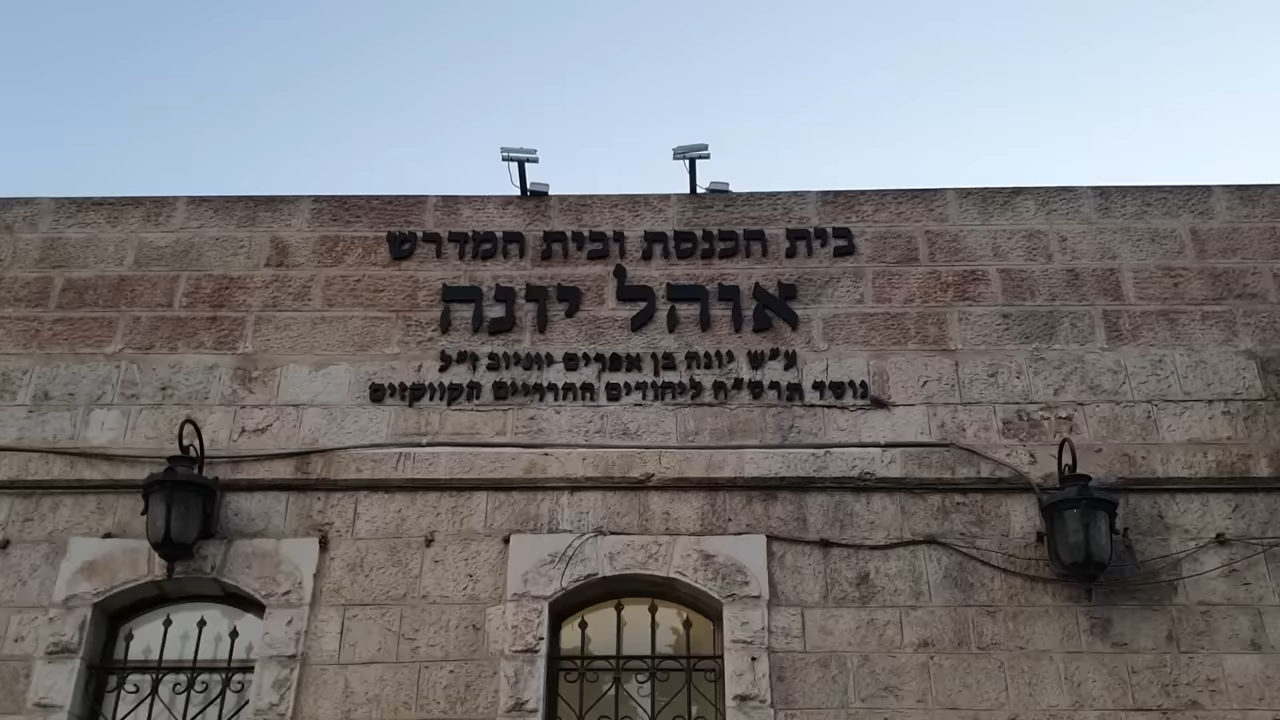 בית הכנסת ובית המדרש
אוהל יונה
ע״ש יונה בן אפרים יוניוב ז״ל
נוסד תרס״ח ליהודים ההרריים הקווקזים